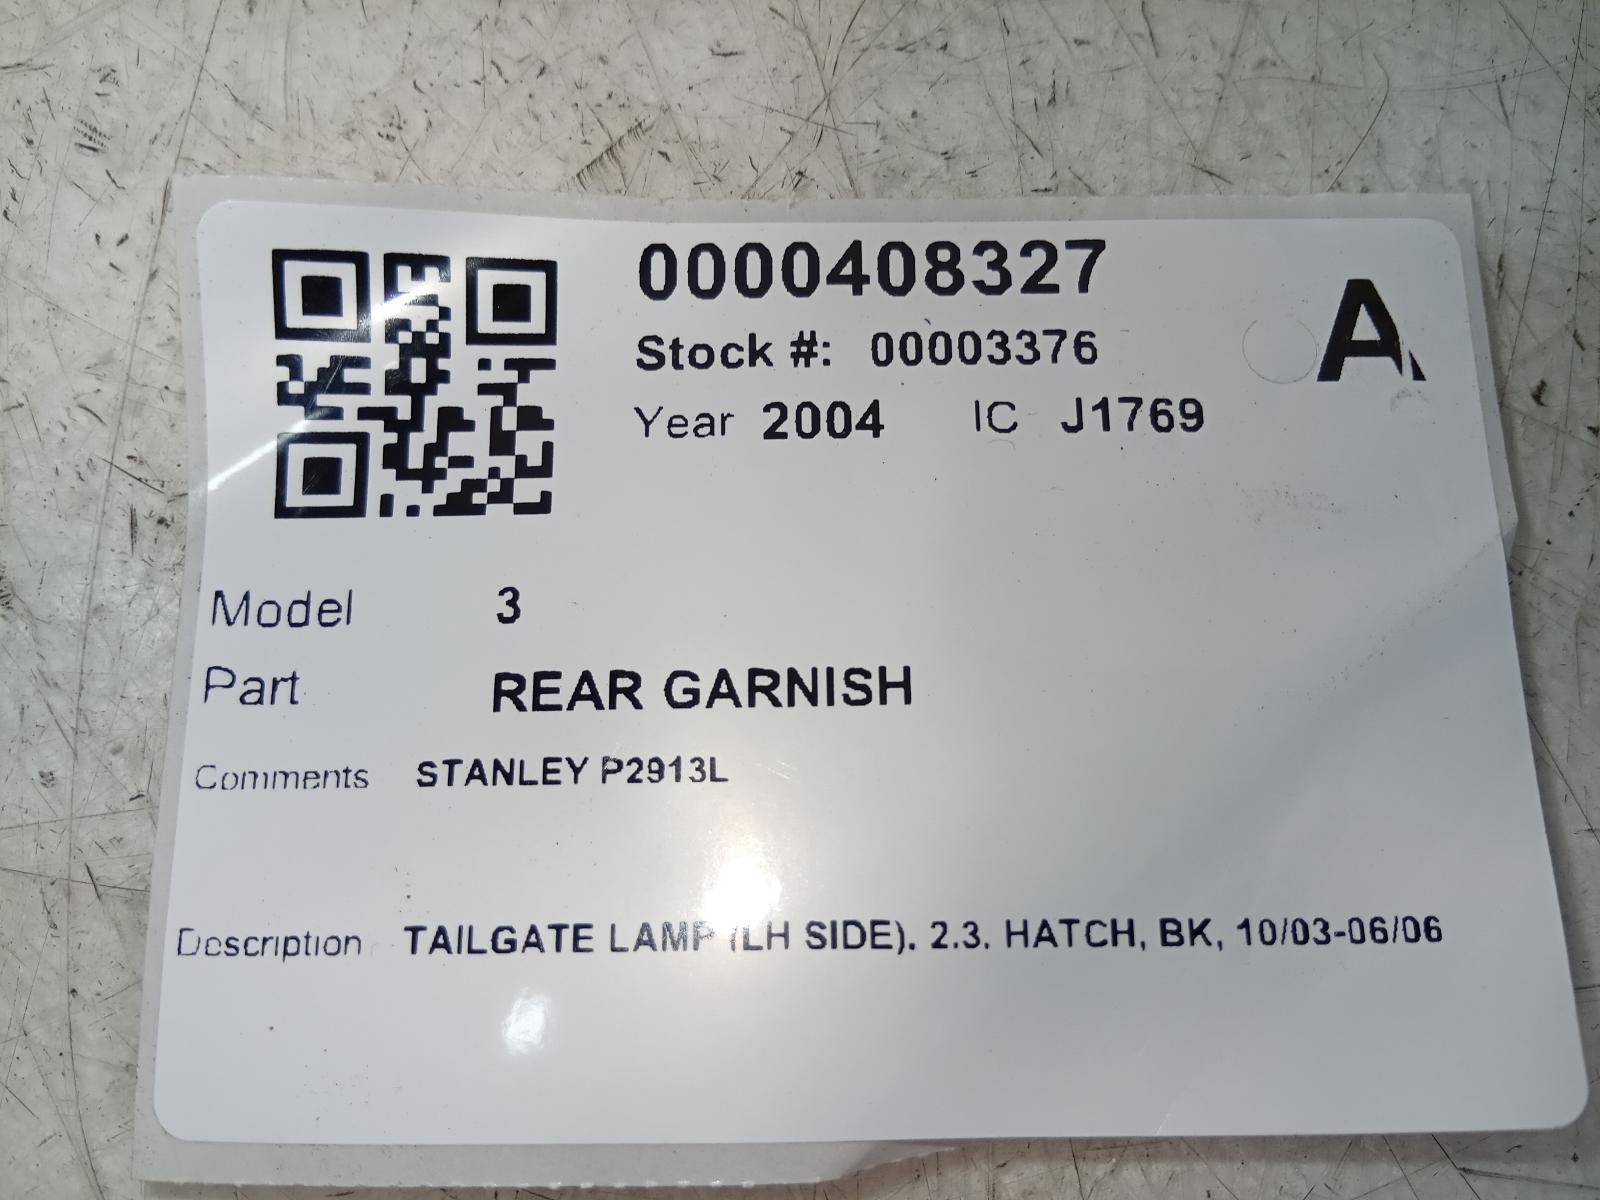 0000408327
A
Stock #: 00003376
Year 2004 IC J1769
Model 3
Part REAR GARNISH
Comments STANLEY P2913L
Description TAILGATE LAMP (LH SIDE), 2.3, HATCH, BK, 10/03-06/06